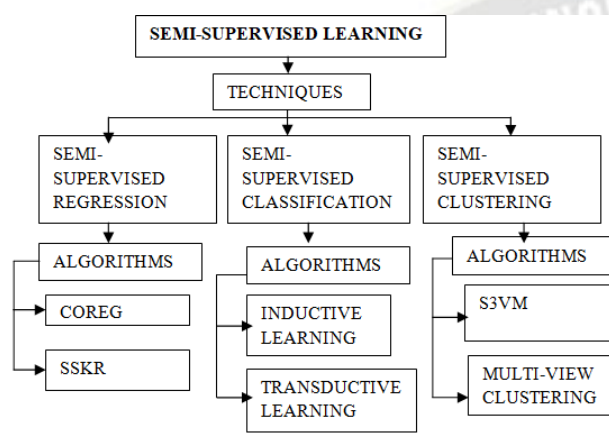 SEMI-SUPERVISED LEARNING
TECHNIQUES
SEMI-
SUPERVISED
REGRESSION
SEMI-
SUPERVISED
CLASSIFICATION
SEMI-
SUPERVISED
CLUSTERING
ALGORITHMS
COREG
SSKR
ALGORITHMS
INDUCTIVE
LEARNING
TRANSDUCTIVE
LEARNING
ALGORITHMS
S3VM
MULTI-VIEW
CLUSTERING